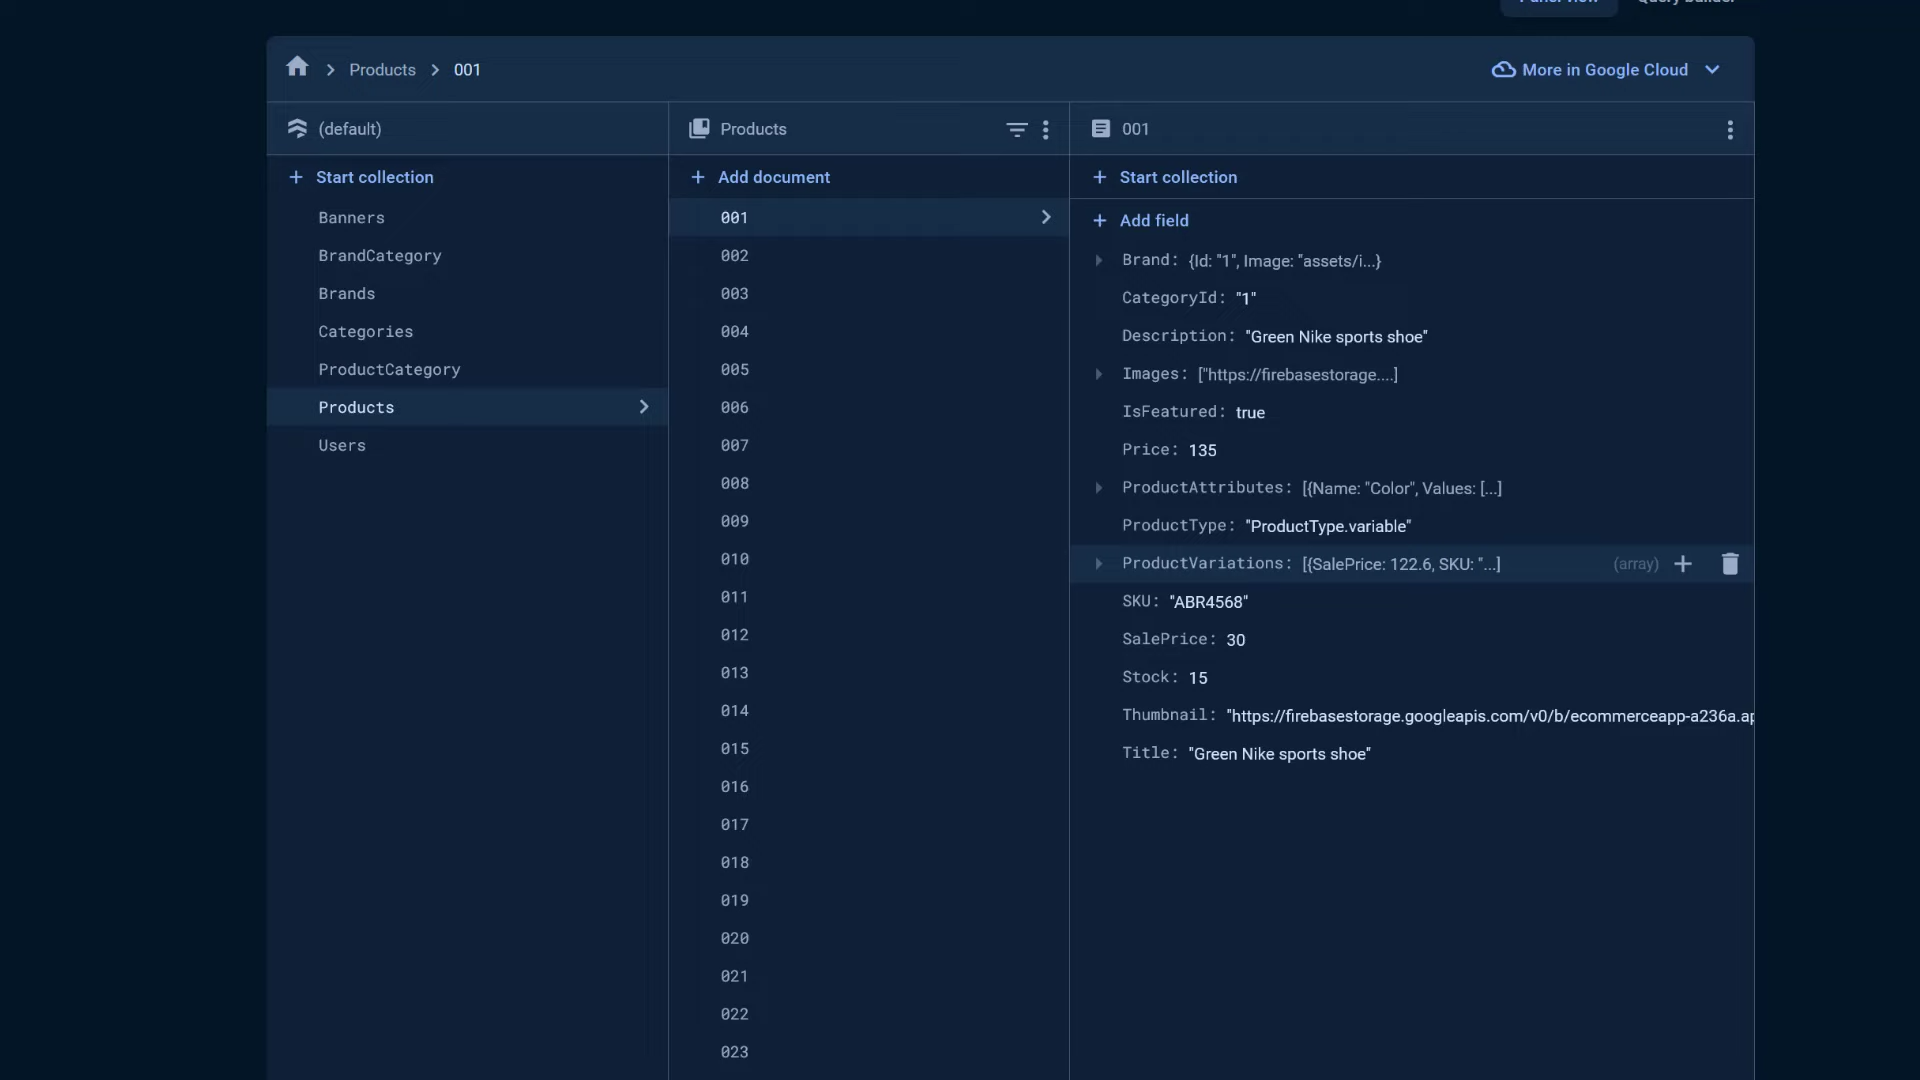 Panel view Query builder
Products 001
More in Google Cloud
(default)
Products
001
Start collection
Add document
Start collection
Banners
BrandCategory
Brands
Categories
ProductCategory
Products
Users
001
002
003
004
005
006
007
008
009
010
011
012
013
014
015
016
017
018
019
020
021
022
023
Add field
Brand: {Id: "1", Image: "assets/i...}
CategoryId: "1"
Description: "Green Nike sports shoe"
Images: ["https://firebasestorage....]
IsFeatured: true
Price: 135
ProductAttributes: [{Name: "Color", Values: [...]
ProductType: "ProductType.variable"
ProductVariations: [{SalePrice: 122.6, SKU: "...] (array)
SKU: "ABR4568"
SalePrice: 30
Stock: 15
Thumbnail: "https://firebasestorage.googleapis.com/v0/b/ecommerceapp-a236a.ap
Title: "Green Nike sports shoe"